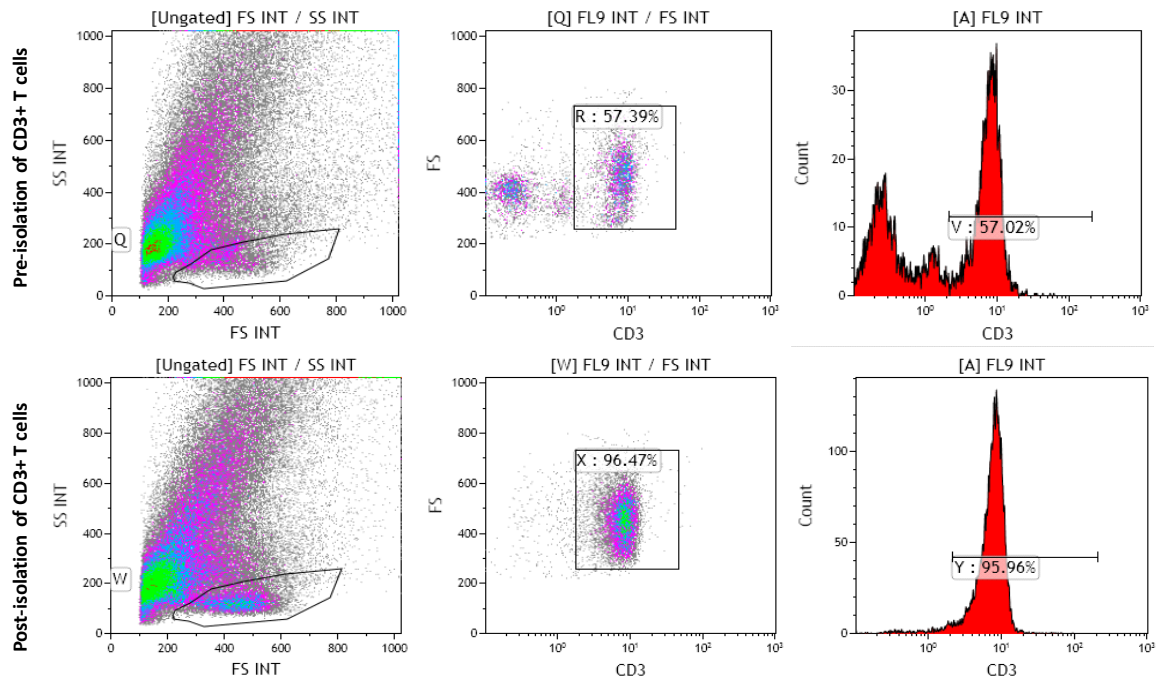 Pre-isolation of CD3+ T cells
[Ungated] FS INT / SS INT
1000
800
600
400
200
0
SS INT
Q
0 200 400 600 800 1000
FS INT
[Q] FL9 INT / FS INT
1000
800
600
400
200
0
FS
R : 57.39%
10⁰ 10¹ 10² 10³
CD3
[A] FL9 INT
30
20
10
0
Count
V : 57.02%
10⁰ 10¹ 10² 10³
CD3
Post-isolation of CD3+ T cells
[Ungated] FS INT / SS INT
1000
800
600
400
200
0
SS INT
W
0 200 400 600 800 1000
FS INT
[W] FL9 INT / FS INT
1000
800
600
400
200
0
FS
X : 96.47%
10⁰ 10¹ 10² 10³
CD3
[A] FL9 INT
100
50
0
Count
Y : 95.96%
10⁰ 10¹ 10² 10³
CD3